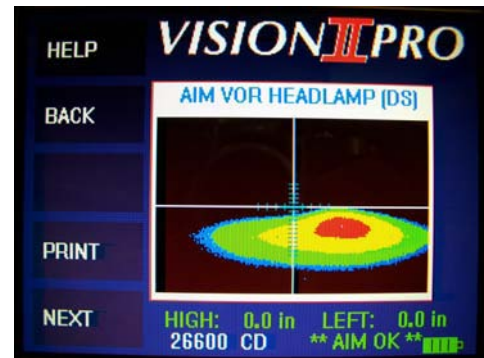 VISION II PRO
HELP
BACK
PRINT
NEXT
AIM VOR HEADLAMP (DS)
HIGH: 0.0 in LEFT: 0.0 in
26600 CD ** AIM OK **